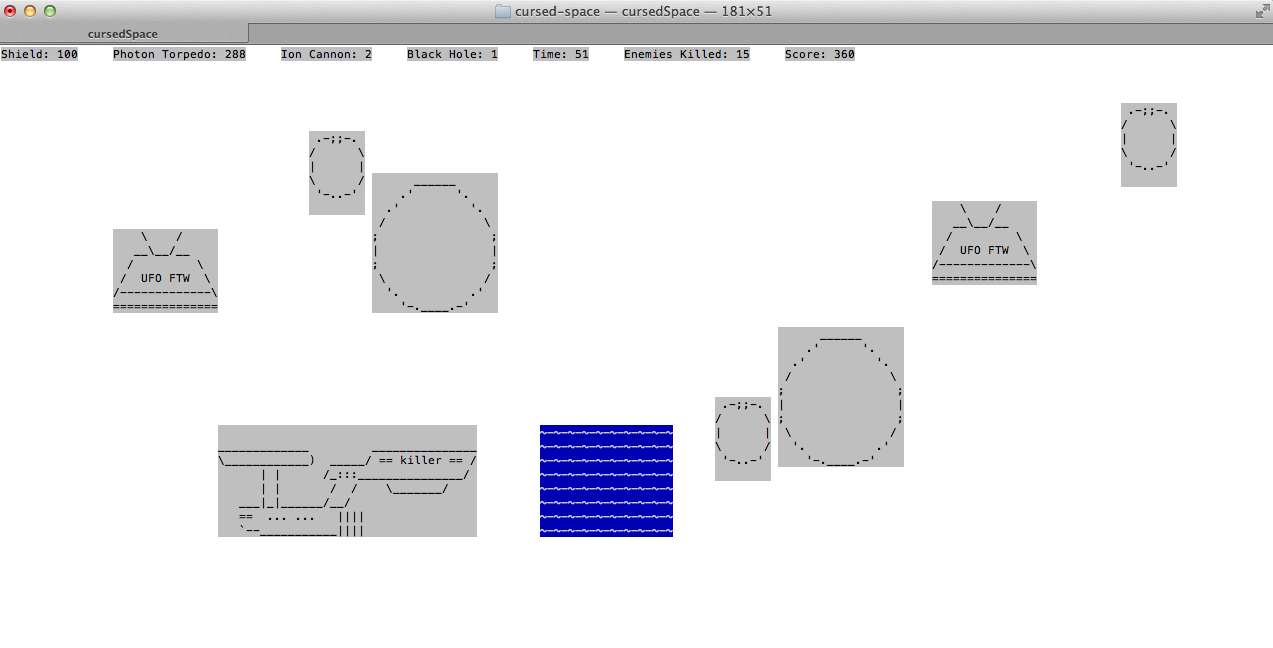 cursed-space — cursedSpace — 181×51
cursedSpace
Shield: 100 Photon Torpedo: 288 Ion Cannon: 2 Black Hole: 1 Time: 51 Enemies Killed: 15 Score: 360
UFO FTW
UFO FTW
== killer ==